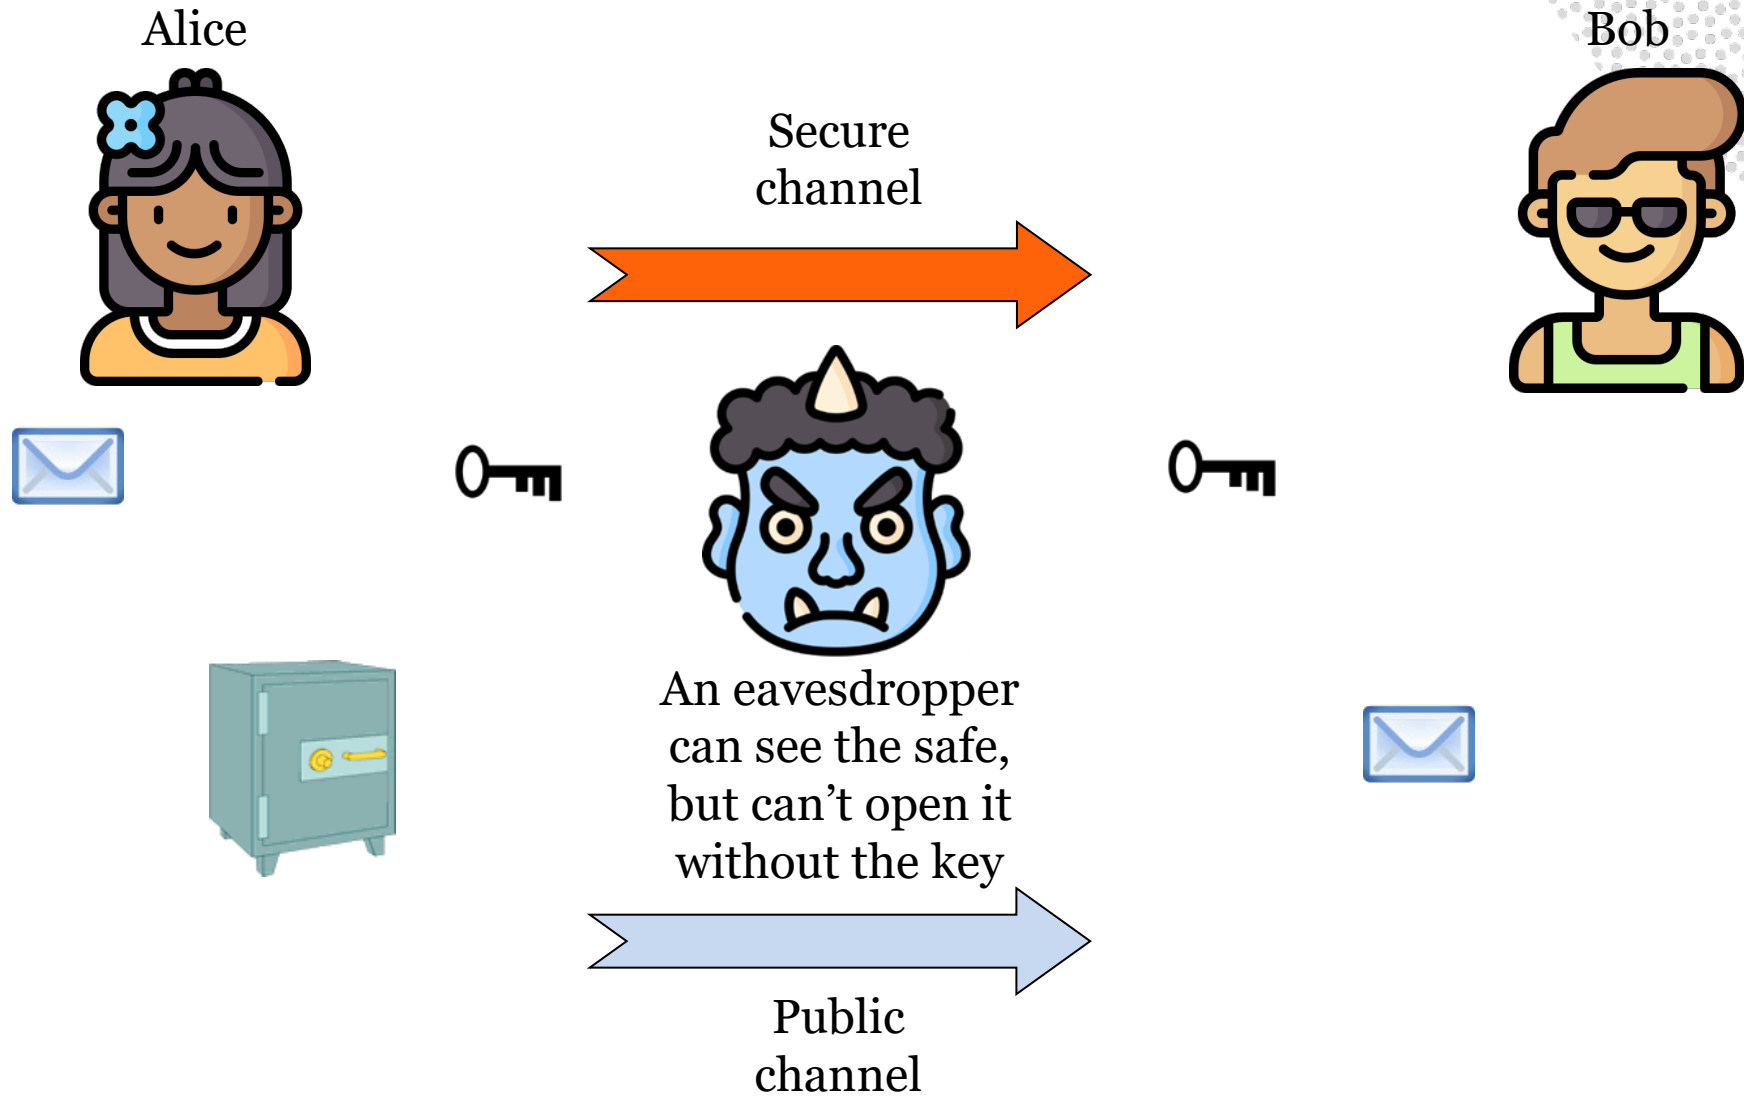 Alice
Bob
Secure
channel
An eavesdropper
can see the safe,
but can’t open it
without the key
Public
channel